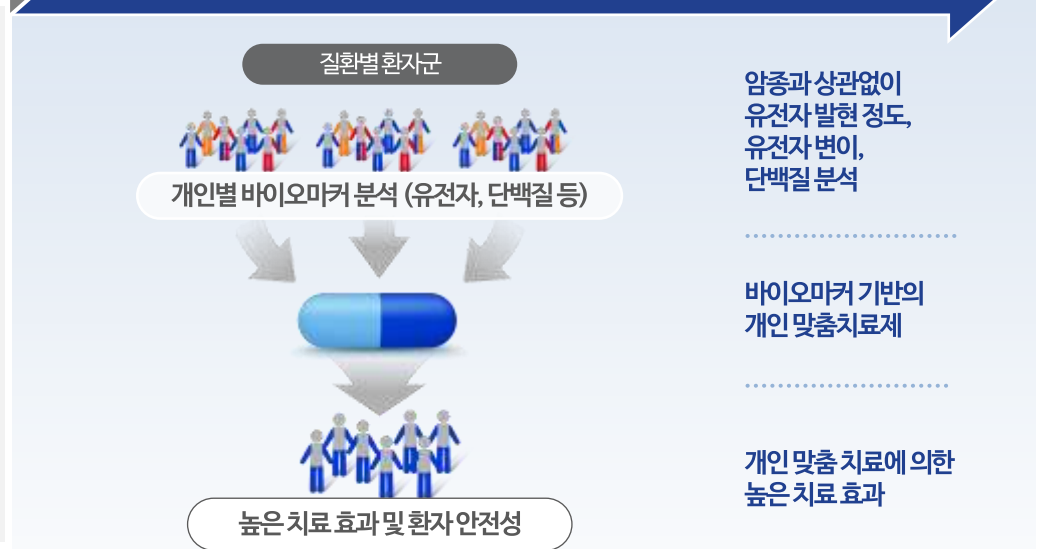 질환별 환자군
암종과 상관없이
유전자 발현 정도,
유전자 변이,
단백질 분석
개인별 바이오마커 분석 (유전자, 단백질 등)
바이오마커 기반의
개인 맞춤치료제
개인 맞춤 치료에 의한
높은 치료 효과
높은 치료 효과 및 환자 안전성